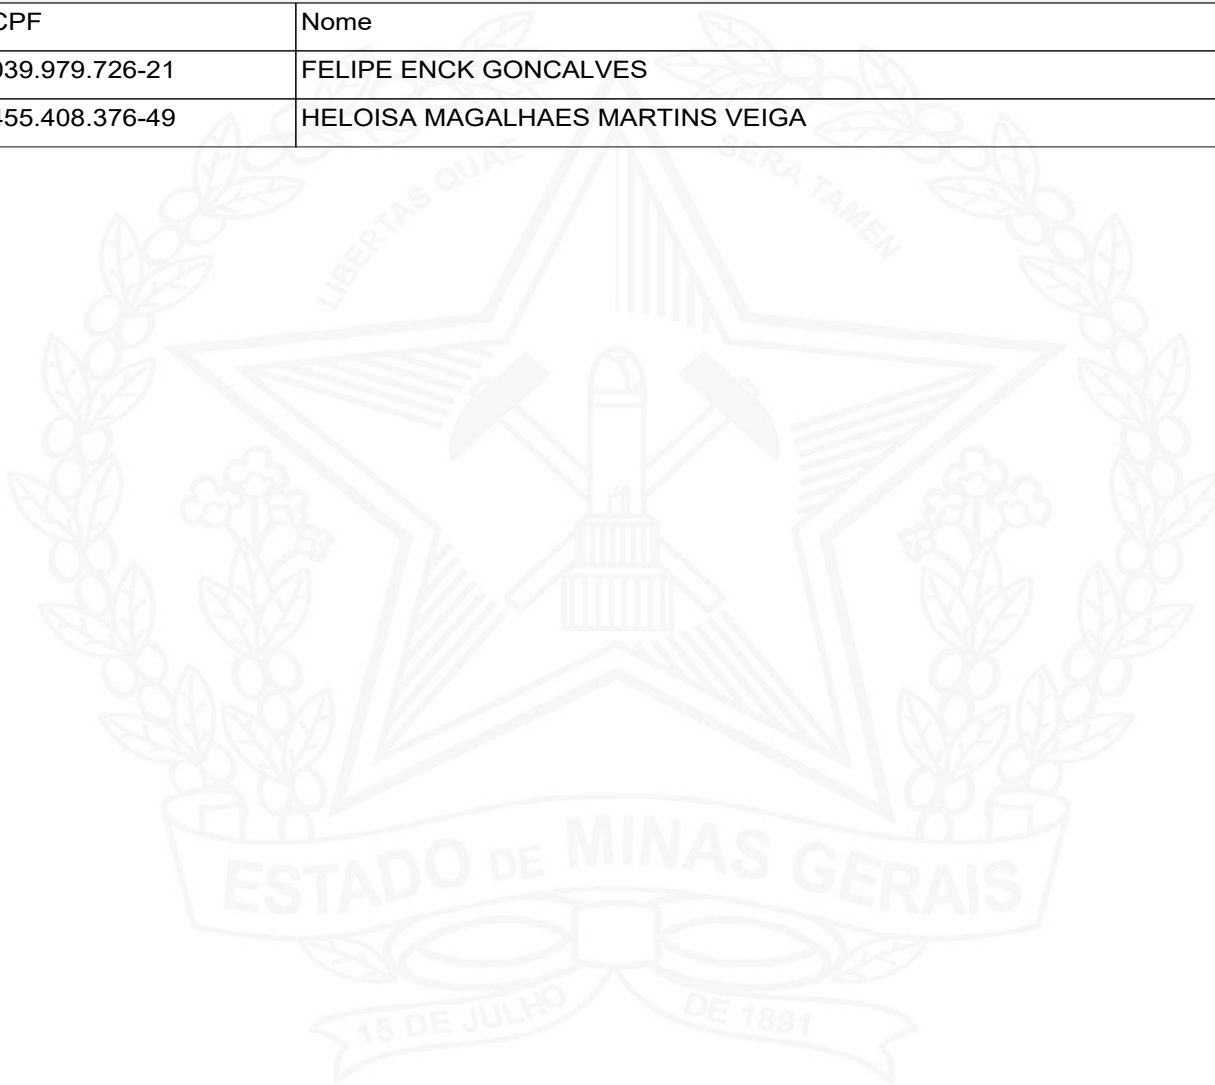 CPF Nome
039.979.726-21 FELIPE ENCK GONCALVES
455.408.376-49 HELOISA MAGALHAES MARTINS VEIGA
LIBERTAS QUAE SERA TAMEN
ESTADO DE MINAS GERAIS
15 DE JULHO DE 1891